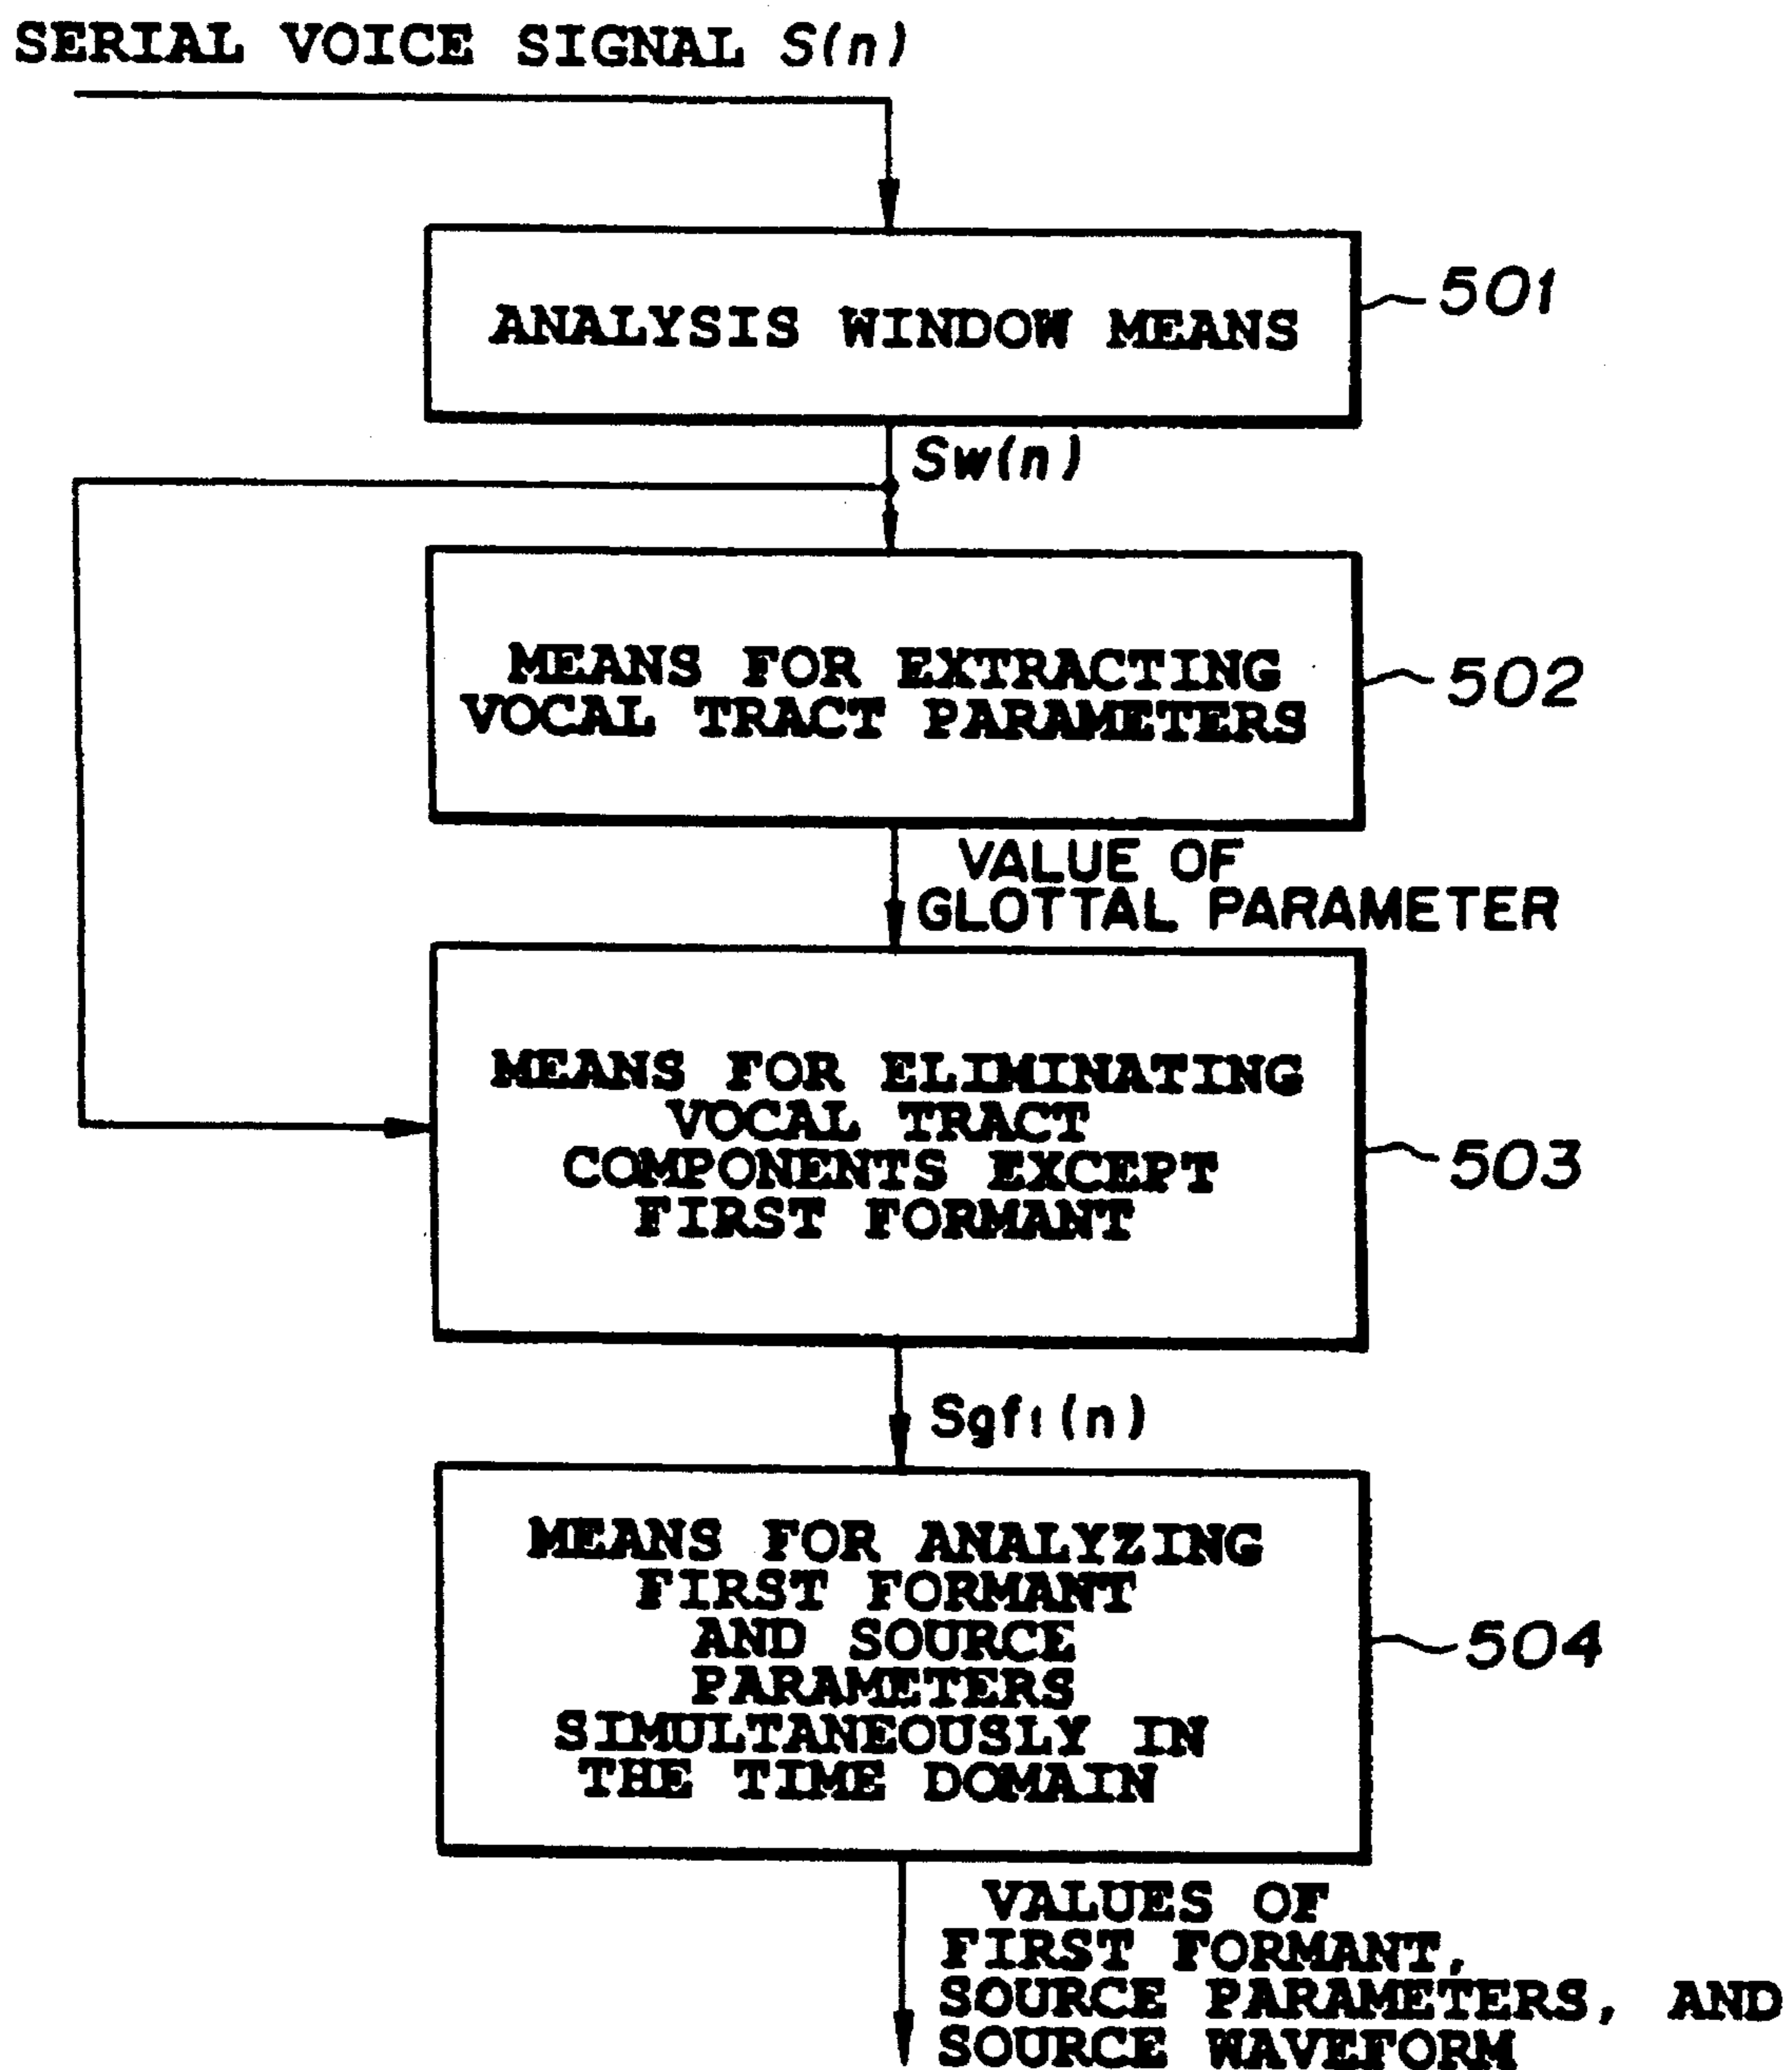 SERIAL VOICE SIGNAL S(n)
ANALYSIS WINDOW MEANS
501
Sw(n)
MEANS FOR EXTRACTING
VOCAL TRACT PARAMETERS
502
VALUE OF
GLOTTAL PARAMETER
MEANS FOR ELIMINATING
VOCAL TRACT
COMPONENTS EXCEPT
FIRST FORMANT
503
Sgf1(n)
MEANS FOR ANALYZING
FIRST FORMANT
AND SOURCE
PARAMETERS
SIMULTANEOUSLY IN
THE TIME DOMAIN
504
VALUES OF
FIRST FORMANT,
SOURCE PARAMETERS, AND
SOURCE WAVEFORM